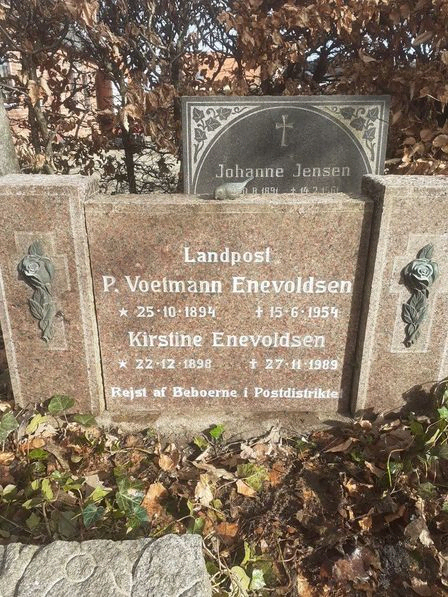 Johanne Jensen
Landpost
P. Voetmann Enevoldsen
★ 25·10·1894 ✝ 15·6·1954
Kirstine Enevoldsen
★ 22·12·1898 ✝ 27·11·1989
Rejst af Beboerne i Postdistriktet